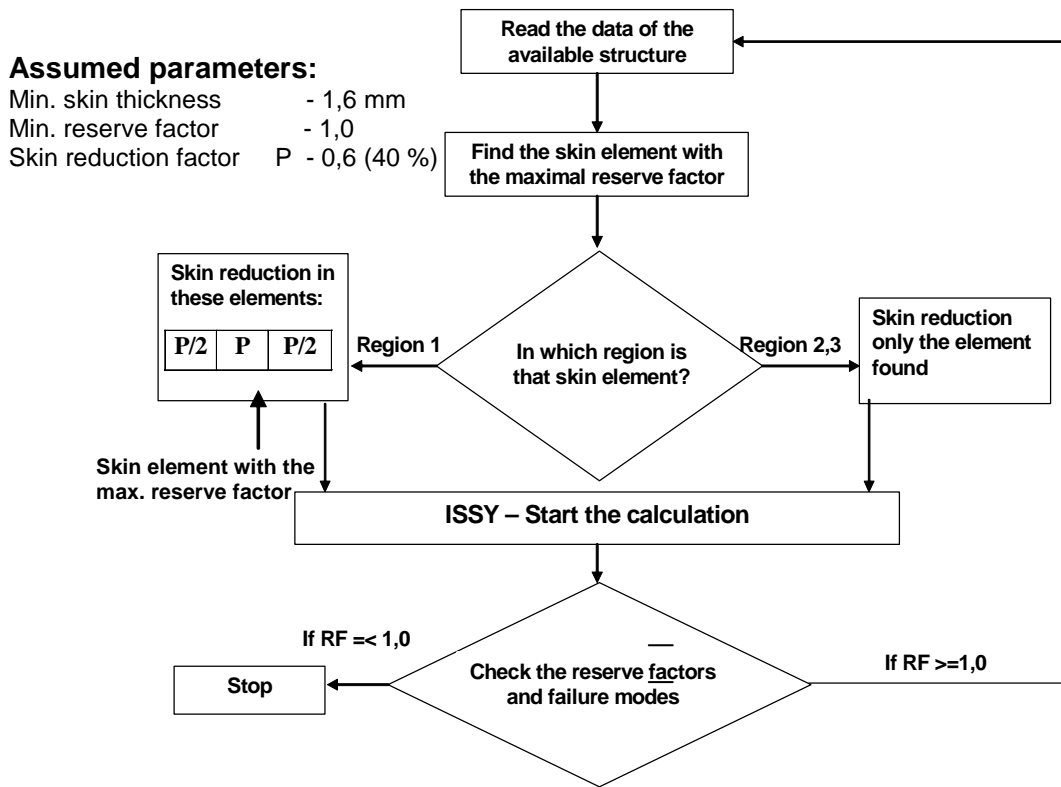 Read the data of the
available structure
Assumed parameters:
Min. skin thickness - 1,6 mm
Min. reserve factor - 1,0
Skin reduction factor P - 0,6 (40 %)
Find the skin element with
the maximal reserve factor
Skin reduction in
these elements:
P/2 P P/2
Region 1
In which region is
that skin element?
Region 2,3
Skin reduction
only the element
found
Skin element with the
max. reserve factor
ISSY – Start the calculation
If RF =< 1,0
Stop
Check the reserve factors
and failure modes
If RF >=1,0